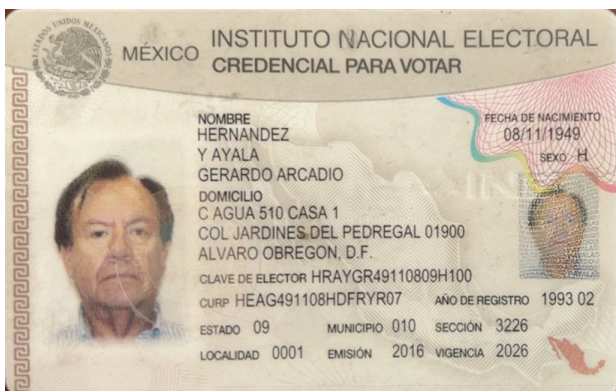 ESTADOS UNIDOS MEXICANOS
MÉXICO INSTITUTO NACIONAL ELECTORAL
CREDENCIAL PARA VOTAR
NOMBRE
HERNANDEZ
Y AYALA
GERARDO ARCADIO
FECHA DE NACIMIENTO
08/11/1949
SEXO H
DOMICILIO
C AGUA 510 CASA 1
COL JARDINES DEL PEDREGAL 01900
ALVARO OBREGON, D.F.
CLAVE DE ELECTOR HRAYGR49110809H100
CURP HEAG491108HDFRYR07 AÑO DE REGISTRO 1993 02
ESTADO 09 MUNICIPIO 010 SECCIÓN 3226
LOCALIDAD 0001 EMISIÓN 2016 VIGENCIA 2026